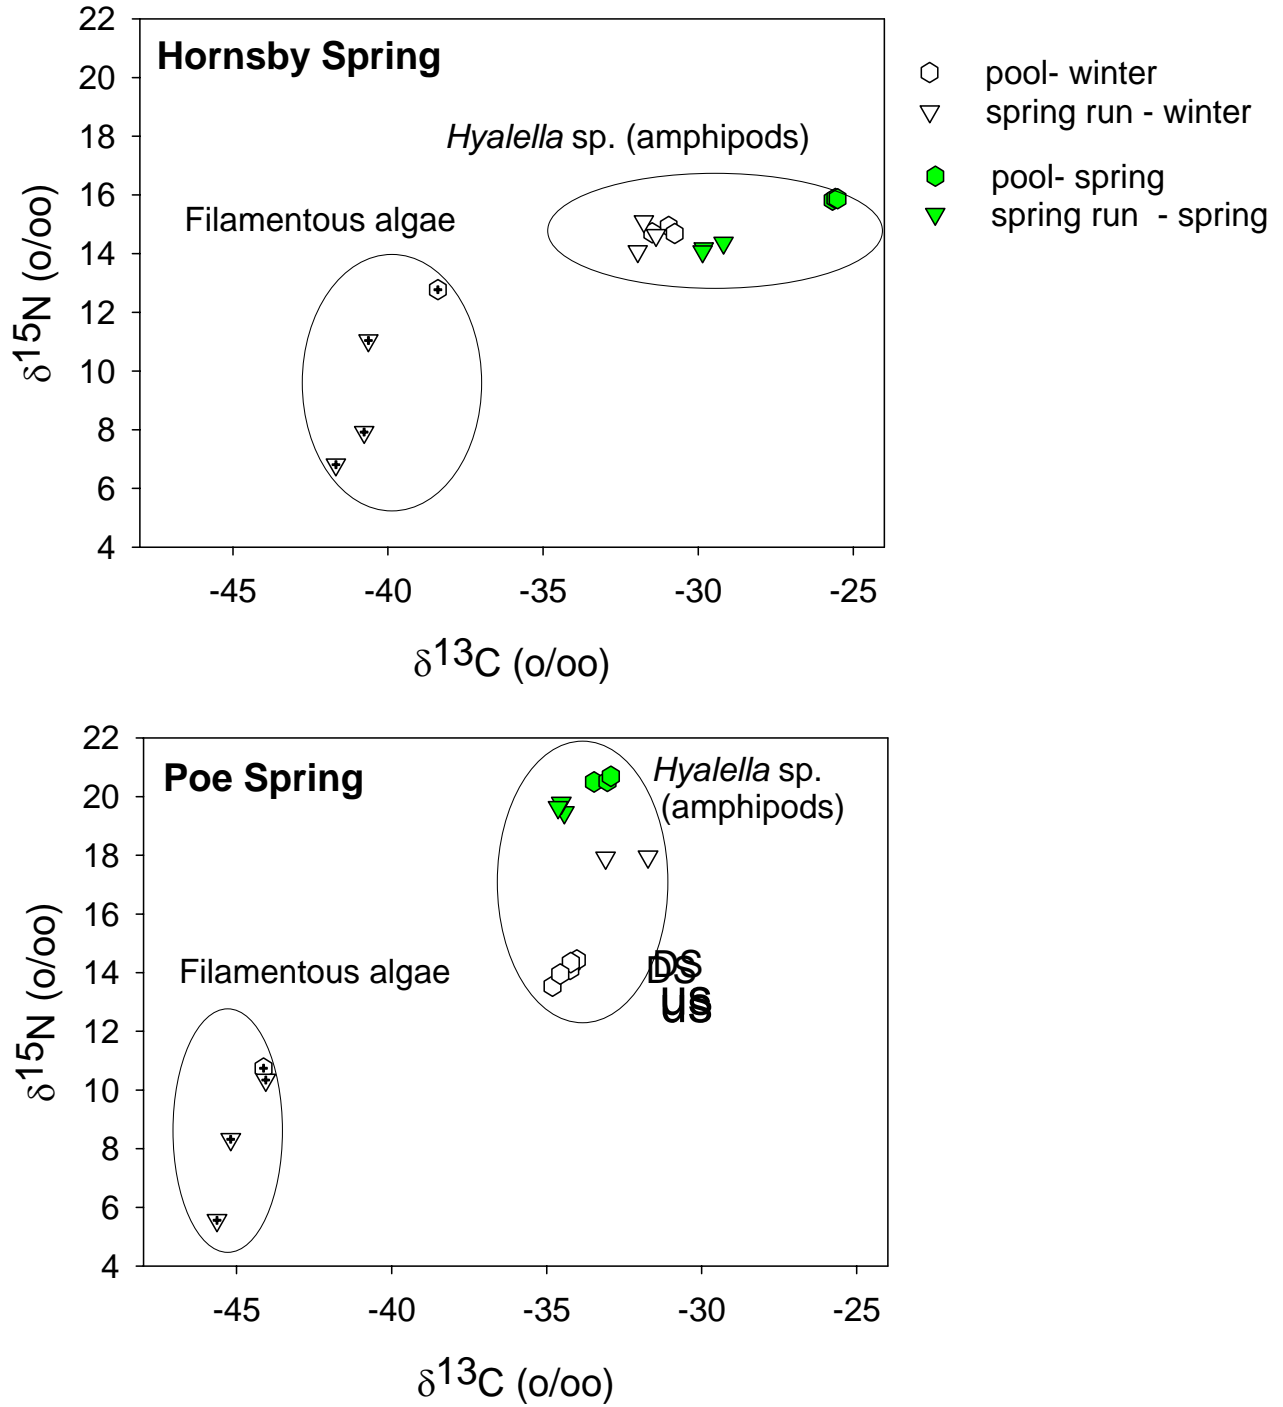 22
Hornsby Spring
20
18
16
14
12
10
8
6
4
δ15N (o/oo)
Hyalella sp. (amphipods)
Filamentous algae
-45 -40 -35 -30 -25
δ13C (o/oo)
pool- winter
spring run - winter
pool- spring
spring run - spring
22
Poe Spring
20
18
16
14
12
10
8
6
4
δ15N (o/oo)
Hyalella sp.
(amphipods)
Filamentous algae
DS
DS
us
us
-45 -40 -35 -30 -25
δ13C (o/oo)